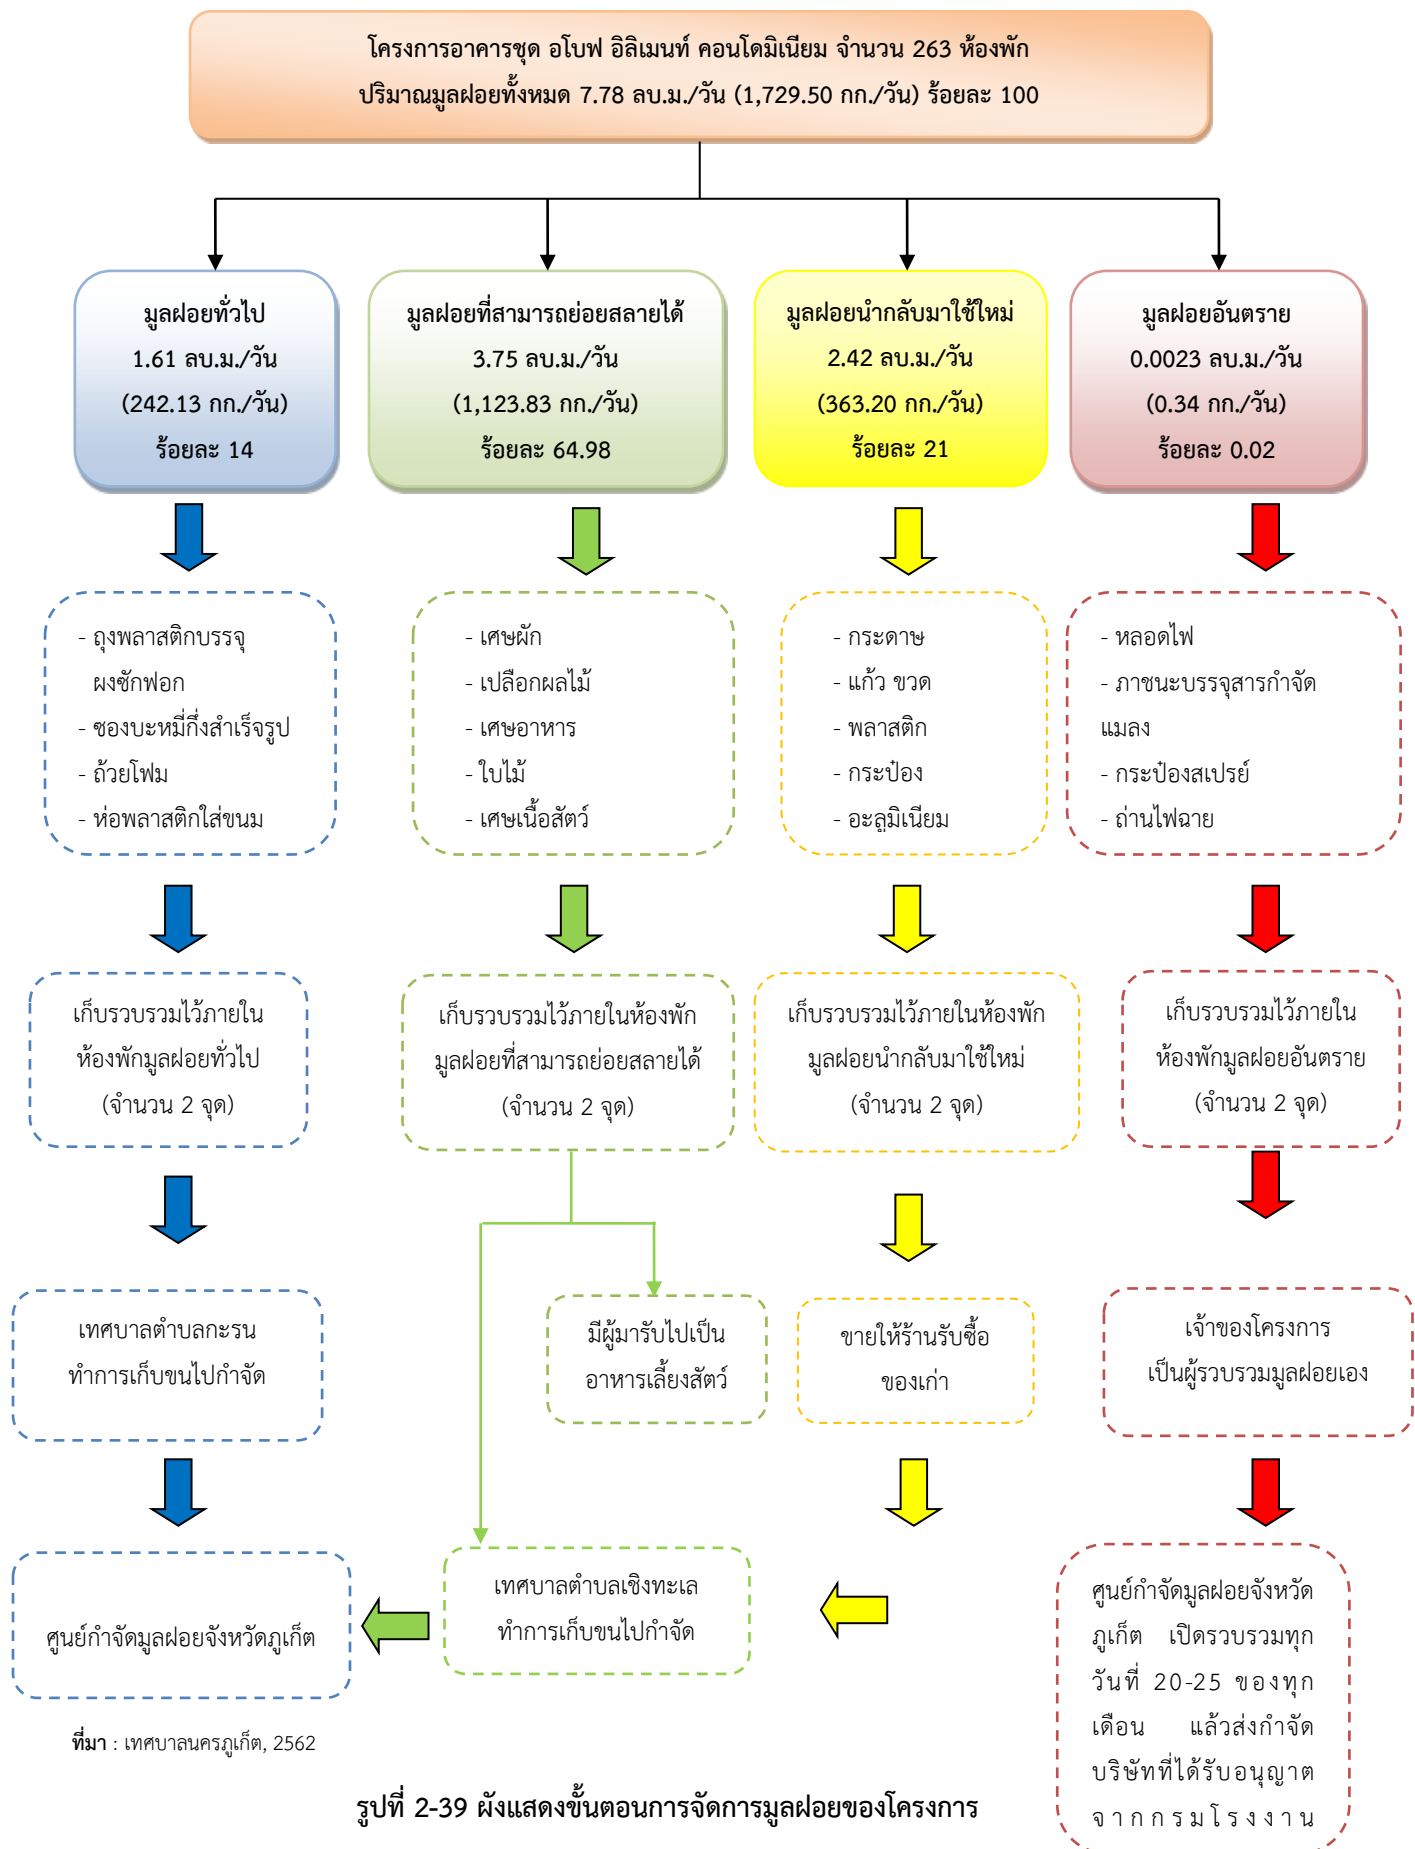 โครงการอาคารชุด อโบฟ อิลิเมนท์ คอนโดมิเนียม จำนวน 263 ห้องพัก
ปริมาณมูลฝอยทั้งหมด 7.78 ลบ.ม./วัน (1,729.50 กก./วัน) ร้อยละ 100
มูลฝอยทั่วไป
1.61 ลบ.ม./วัน
(242.13 กก./วัน)
ร้อยละ 14
มูลฝอยที่สามารถย่อยสลายได้
3.75 ลบ.ม./วัน
(1,123.83 กก./วัน)
ร้อยละ 64.98
มูลฝอยนำกลับมาใช้ใหม่
2.42 ลบ.ม./วัน
(363.20 กก./วัน)
ร้อยละ 21
มูลฝอยอันตราย
0.0023 ลบ.ม./วัน
(0.34 กก./วัน)
ร้อยละ 0.02
- ถุงพลาสติกบรรจุ
ผงซักฟอก
- ซองบะหมี่กึ่งสำเร็จรูป
- ถ้วยโฟม
- ห่อพลาสติกใส่ขนม
- เศษผัก
- เปลือกผลไม้
- เศษอาหาร
- ใบไม้
- เศษเนื้อสัตว์
- กระดาษ
- แก้ว ขวด
- พลาสติก
- กระป๋อง
- อะลูมิเนียม
- หลอดไฟ
- ภาชนะบรรจุสารกำจัด
แมลง
- กระป๋องสเปรย์
- ถ่านไฟฉาย
เก็บรวบรวมไว้ภายใน
ห้องพักมูลฝอยทั่วไป
(จำนวน 2 จุด)
เก็บรวบรวมไว้ภายในห้องพัก
มูลฝอยที่สามารถย่อยสลายได้
(จำนวน 2 จุด)
เก็บรวบรวมไว้ภายในห้องพัก
มูลฝอยนำกลับมาใช้ใหม่
(จำนวน 2 จุด)
เก็บรวบรวมไว้ภายใน
ห้องพักมูลฝอยอันตราย
(จำนวน 2 จุด)
เทศบาลตำบลกะรน
ทำการเก็บขนไปกำจัด
มีผู้มารับไปเป็น
อาหารเลี้ยงสัตว์
ขายให้ร้านรับซื้อ
ของเก่า
เจ้าของโครงการ
เป็นผู้รวบรวมมูลฝอยเอง
ศูนย์กำจัดมูลฝอยจังหวัดภูเก็ต
เทศบาลตำบลเชิงทะเล
ทำการเก็บขนไปกำจัด
ศูนย์กำจัดมูลฝอยจังหวัด
ภูเก็ต เปิดรวบรวมทุก
วันที่ 20-25 ของทุก
เดือน แล้วส่งกำจัด
บริษัทที่ได้รับอนุญาต
จากกรมโรงงาน
ที่มา : เทศบาลนครภูเก็ต, 2562
รูปที่ 2-39 ผังแสดงขั้นตอนการจัดการมูลฝอยของโครงการ